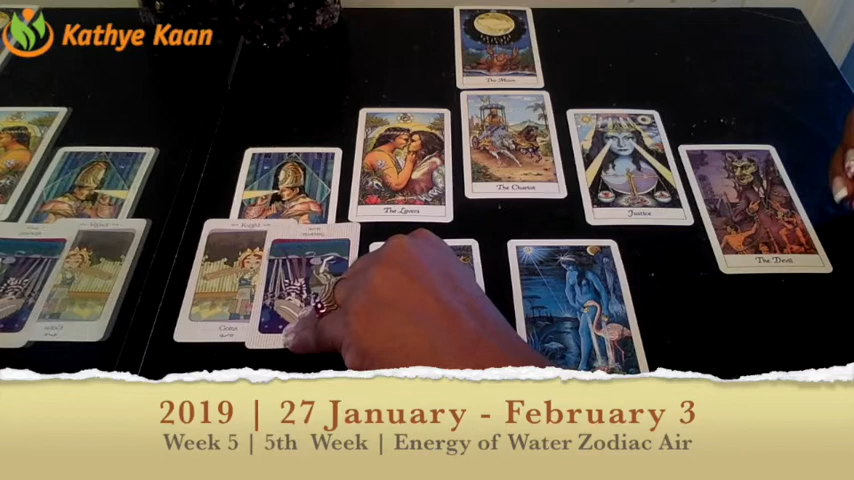 Kathye Kaan
The Moon
The Lovers
The Chariot
Justice
The Devil
Knight
2019 | 27 January - February 3
Week 5 | 5th Week | Energy of Water Zodiac Air